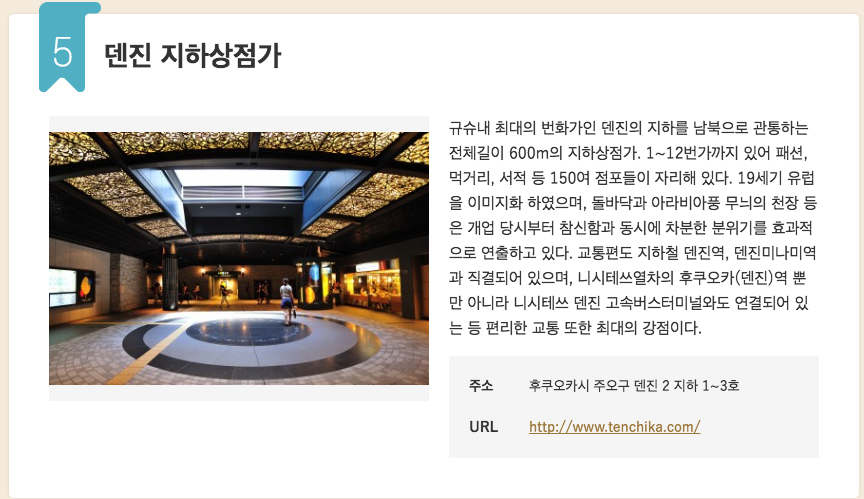 5
덴진 지하상점가
규슈내 최대의 번화가인 덴진의 지하를 남북으로 관통하는
전체길이 600m의 지하상점가. 1~12번가까지 있어 패션,
먹거리, 서적 등 150여 점포들이 자리해 있다. 19세기 유럽
을 이미지화 하였으며, 돌바닥과 아라비아풍 무늬의 천장 등
은 개업 당시부터 참신함과 동시에 차분한 분위기를 효과적
으로 연출하고 있다. 교통편도 지하철 덴진역, 덴진미나미역
과 직결되어 있으며, 니시테쓰열차의 후쿠오카(덴진)역 뿐
만 아니라 니시테쓰 덴진 고속버스터미널와도 연결되어 있
는 등 편리한 교통 또한 최대의 강점이다.
주소 후쿠오카시 주오구 덴진 2 지하 1~3호
URL http://www.tenchika.com/